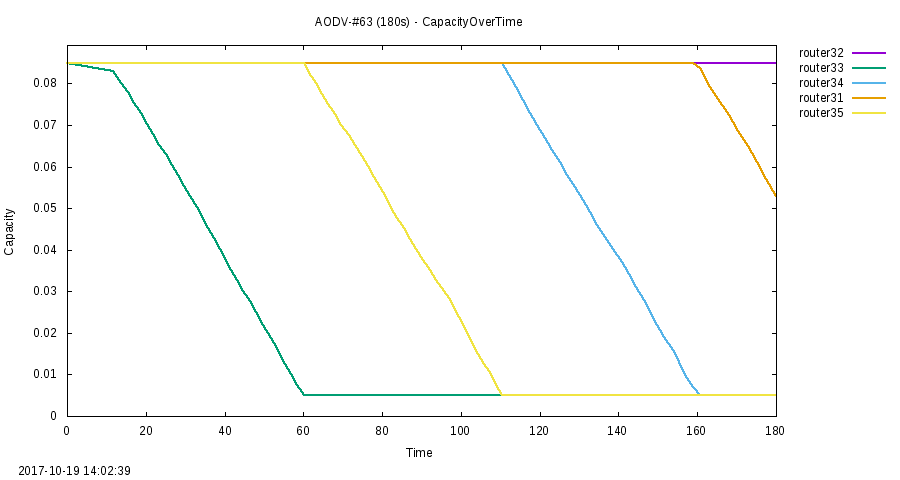 AODV-#63 (180s) - CapacityOverTime
router32
router33
router34
router31
router35
0.08
0.07
0.06
0.05
0.04
0.03
0.02
0.01
0
Capacity
0 20 40 60 80 100 120 140 160 180
Time
2017-10-19 14:02:39